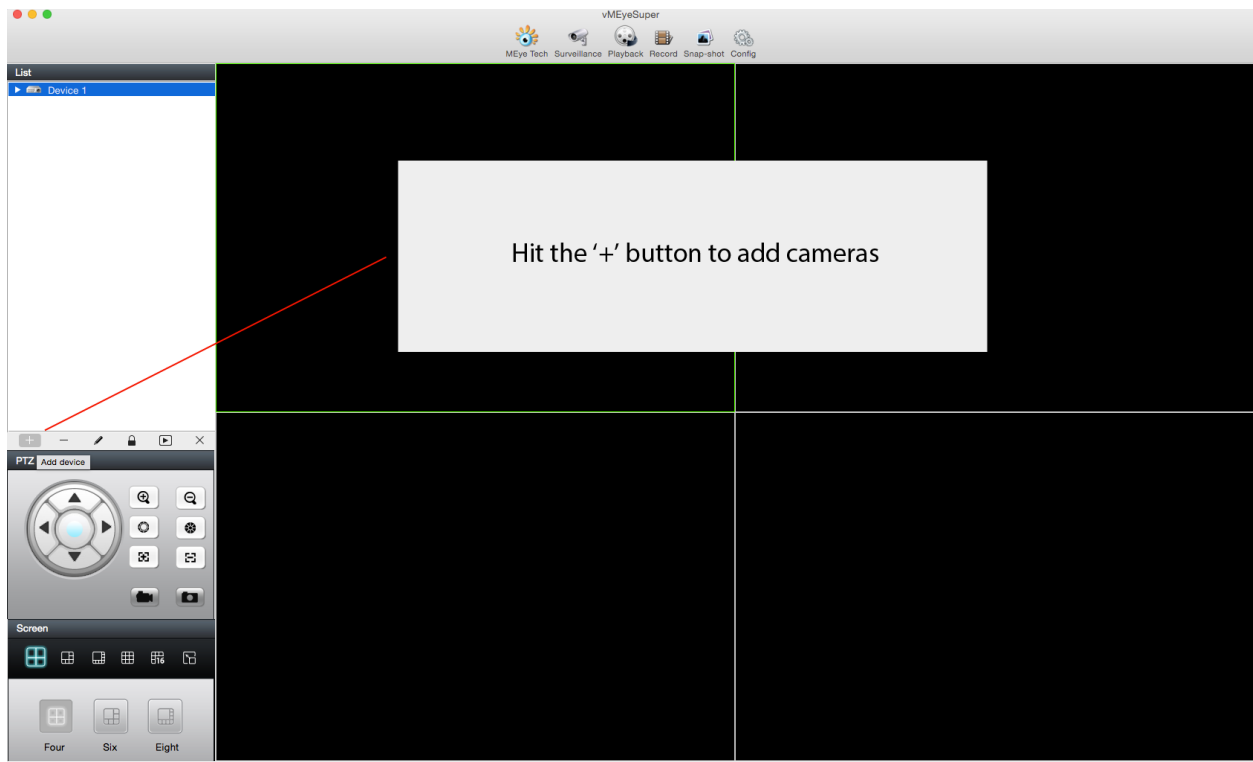 vMEyeSuper
MEye Tech Surveillance Playback Record Snap-shot Config
List
Device 1
Hit the ‘+’ button to add cameras
PTZ
Add device
Screen
16
Four Six Eight